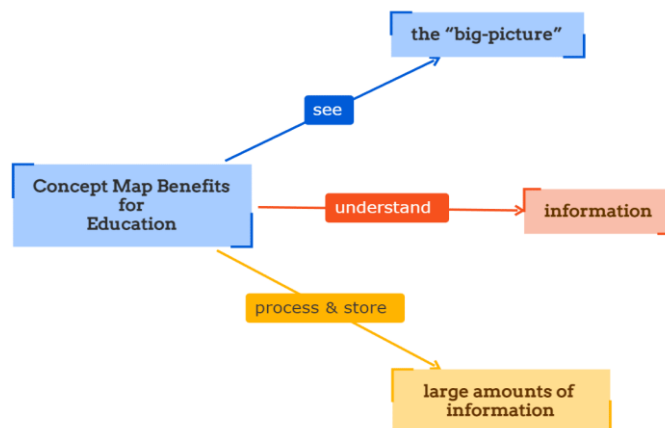 the “big-picture”
see
Concept Map Benefits
for
Education
understand
information
process & store
large amounts of
information